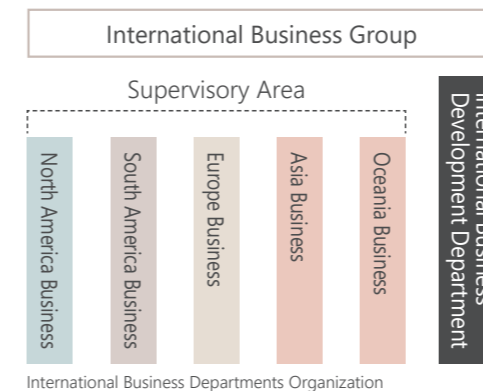 International Business Group
Supervisory Area
North America Business
South America Business
Europe Business
Asia Business
Oceania Business
International Business
Development Department
International Business Departments Organization